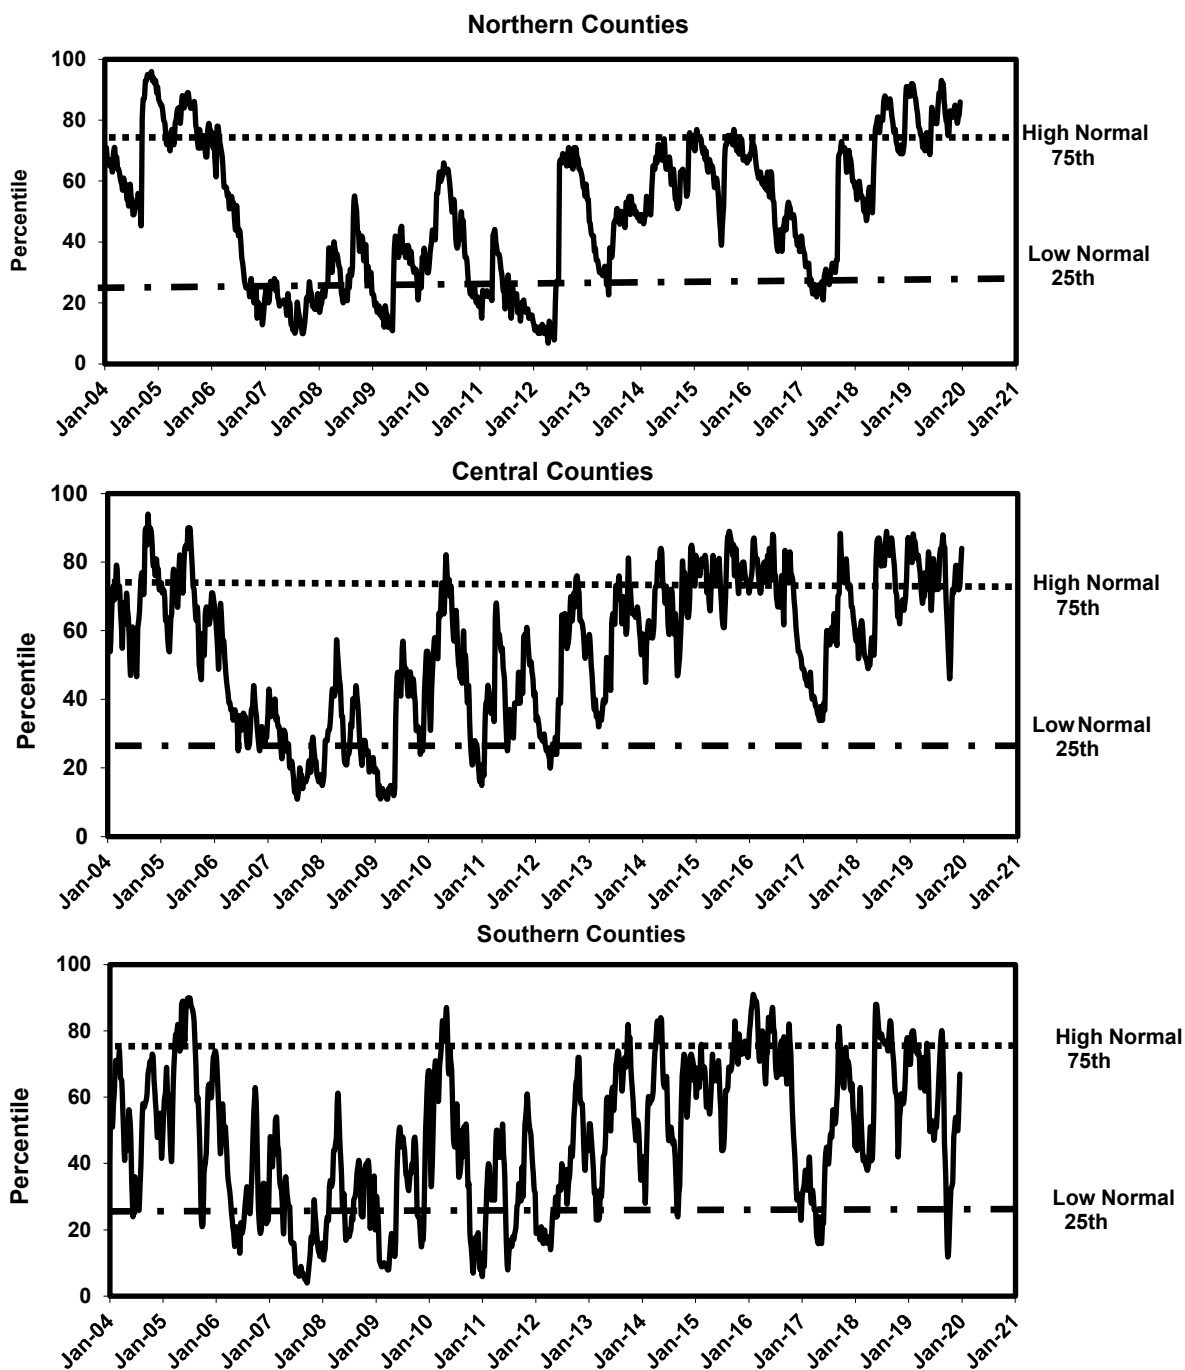 Northern Counties
100
80
60
40
20
0
Percentile
High Normal
75th
Low Normal
25th
Jan-04
Jan-05
Jan-06
Jan-07
Jan-08
Jan-09
Jan-10
Jan-11
Jan-12
Jan-13
Jan-14
Jan-15
Jan-16
Jan-17
Jan-18
Jan-19
Jan-20
Jan-21
Central Counties
100
80
60
40
20
0
Percentile
High Normal
75th
Low Normal
25th
Jan-04
Jan-05
Jan-06
Jan-07
Jan-08
Jan-09
Jan-10
Jan-11
Jan-12
Jan-13
Jan-14
Jan-15
Jan-16
Jan-17
Jan-18
Jan-19
Jan-20
Jan-21
Southern Counties
100
80
60
40
20
0
Percentile
High Normal
75th
Low Normal
25th
Jan-04
Jan-05
Jan-06
Jan-07
Jan-08
Jan-09
Jan-10
Jan-11
Jan-12
Jan-13
Jan-14
Jan-15
Jan-16
Jan-17
Jan-18
Jan-19
Jan-20
Jan-21